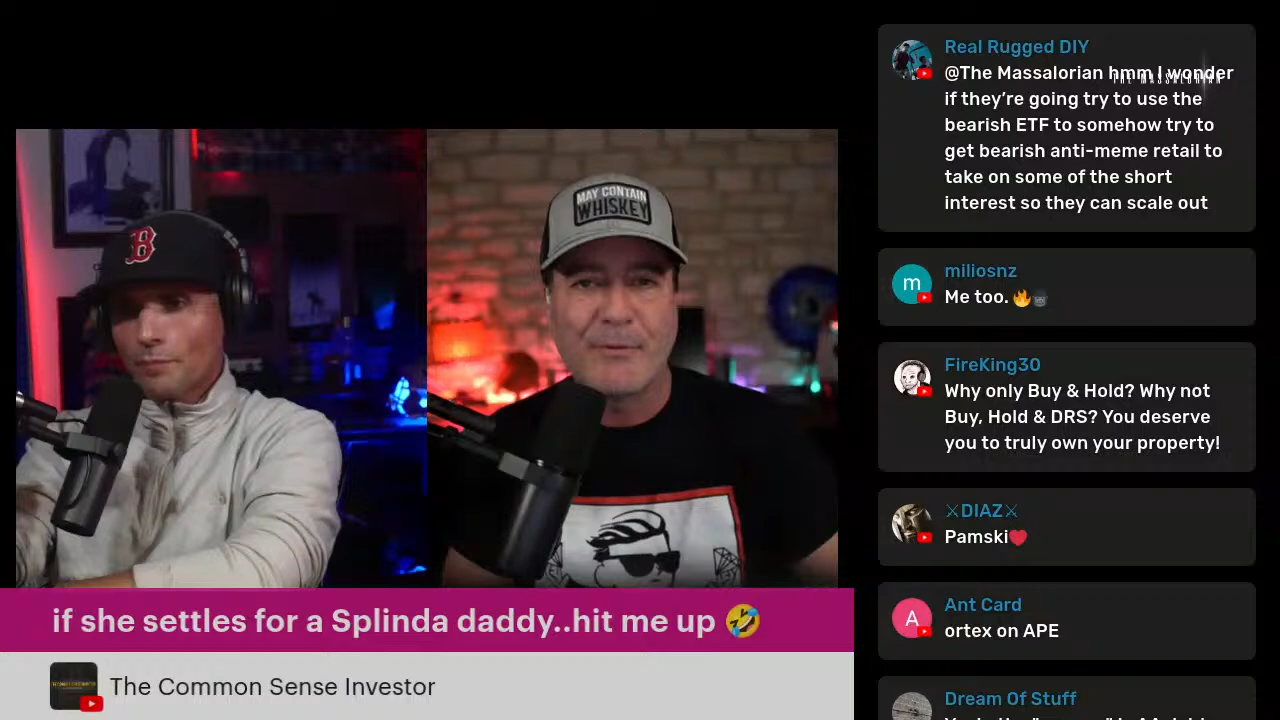 Real Rugged DIY
@The Massalorian hmm I wonder
if they’re going try to use the
bearish ETF to somehow try to
get bearish anti-meme retail to
take on some of the short
interest so they can scale out
THE MASSALORIAN
B
MAY CONTAIN
WHISKEY
m
miliosnz
Me too.🔥
FireKing30
Why only Buy & Hold? Why not
Buy, Hold & DRS? You deserve
you to truly own your property!
⚔DIAZ⚔
Pamski❤️
A
Ant Card
ortex on APE
Dream Of Stuff
if she settles for a Splinda daddy..hit me up 🤣
The Common Sense Investor